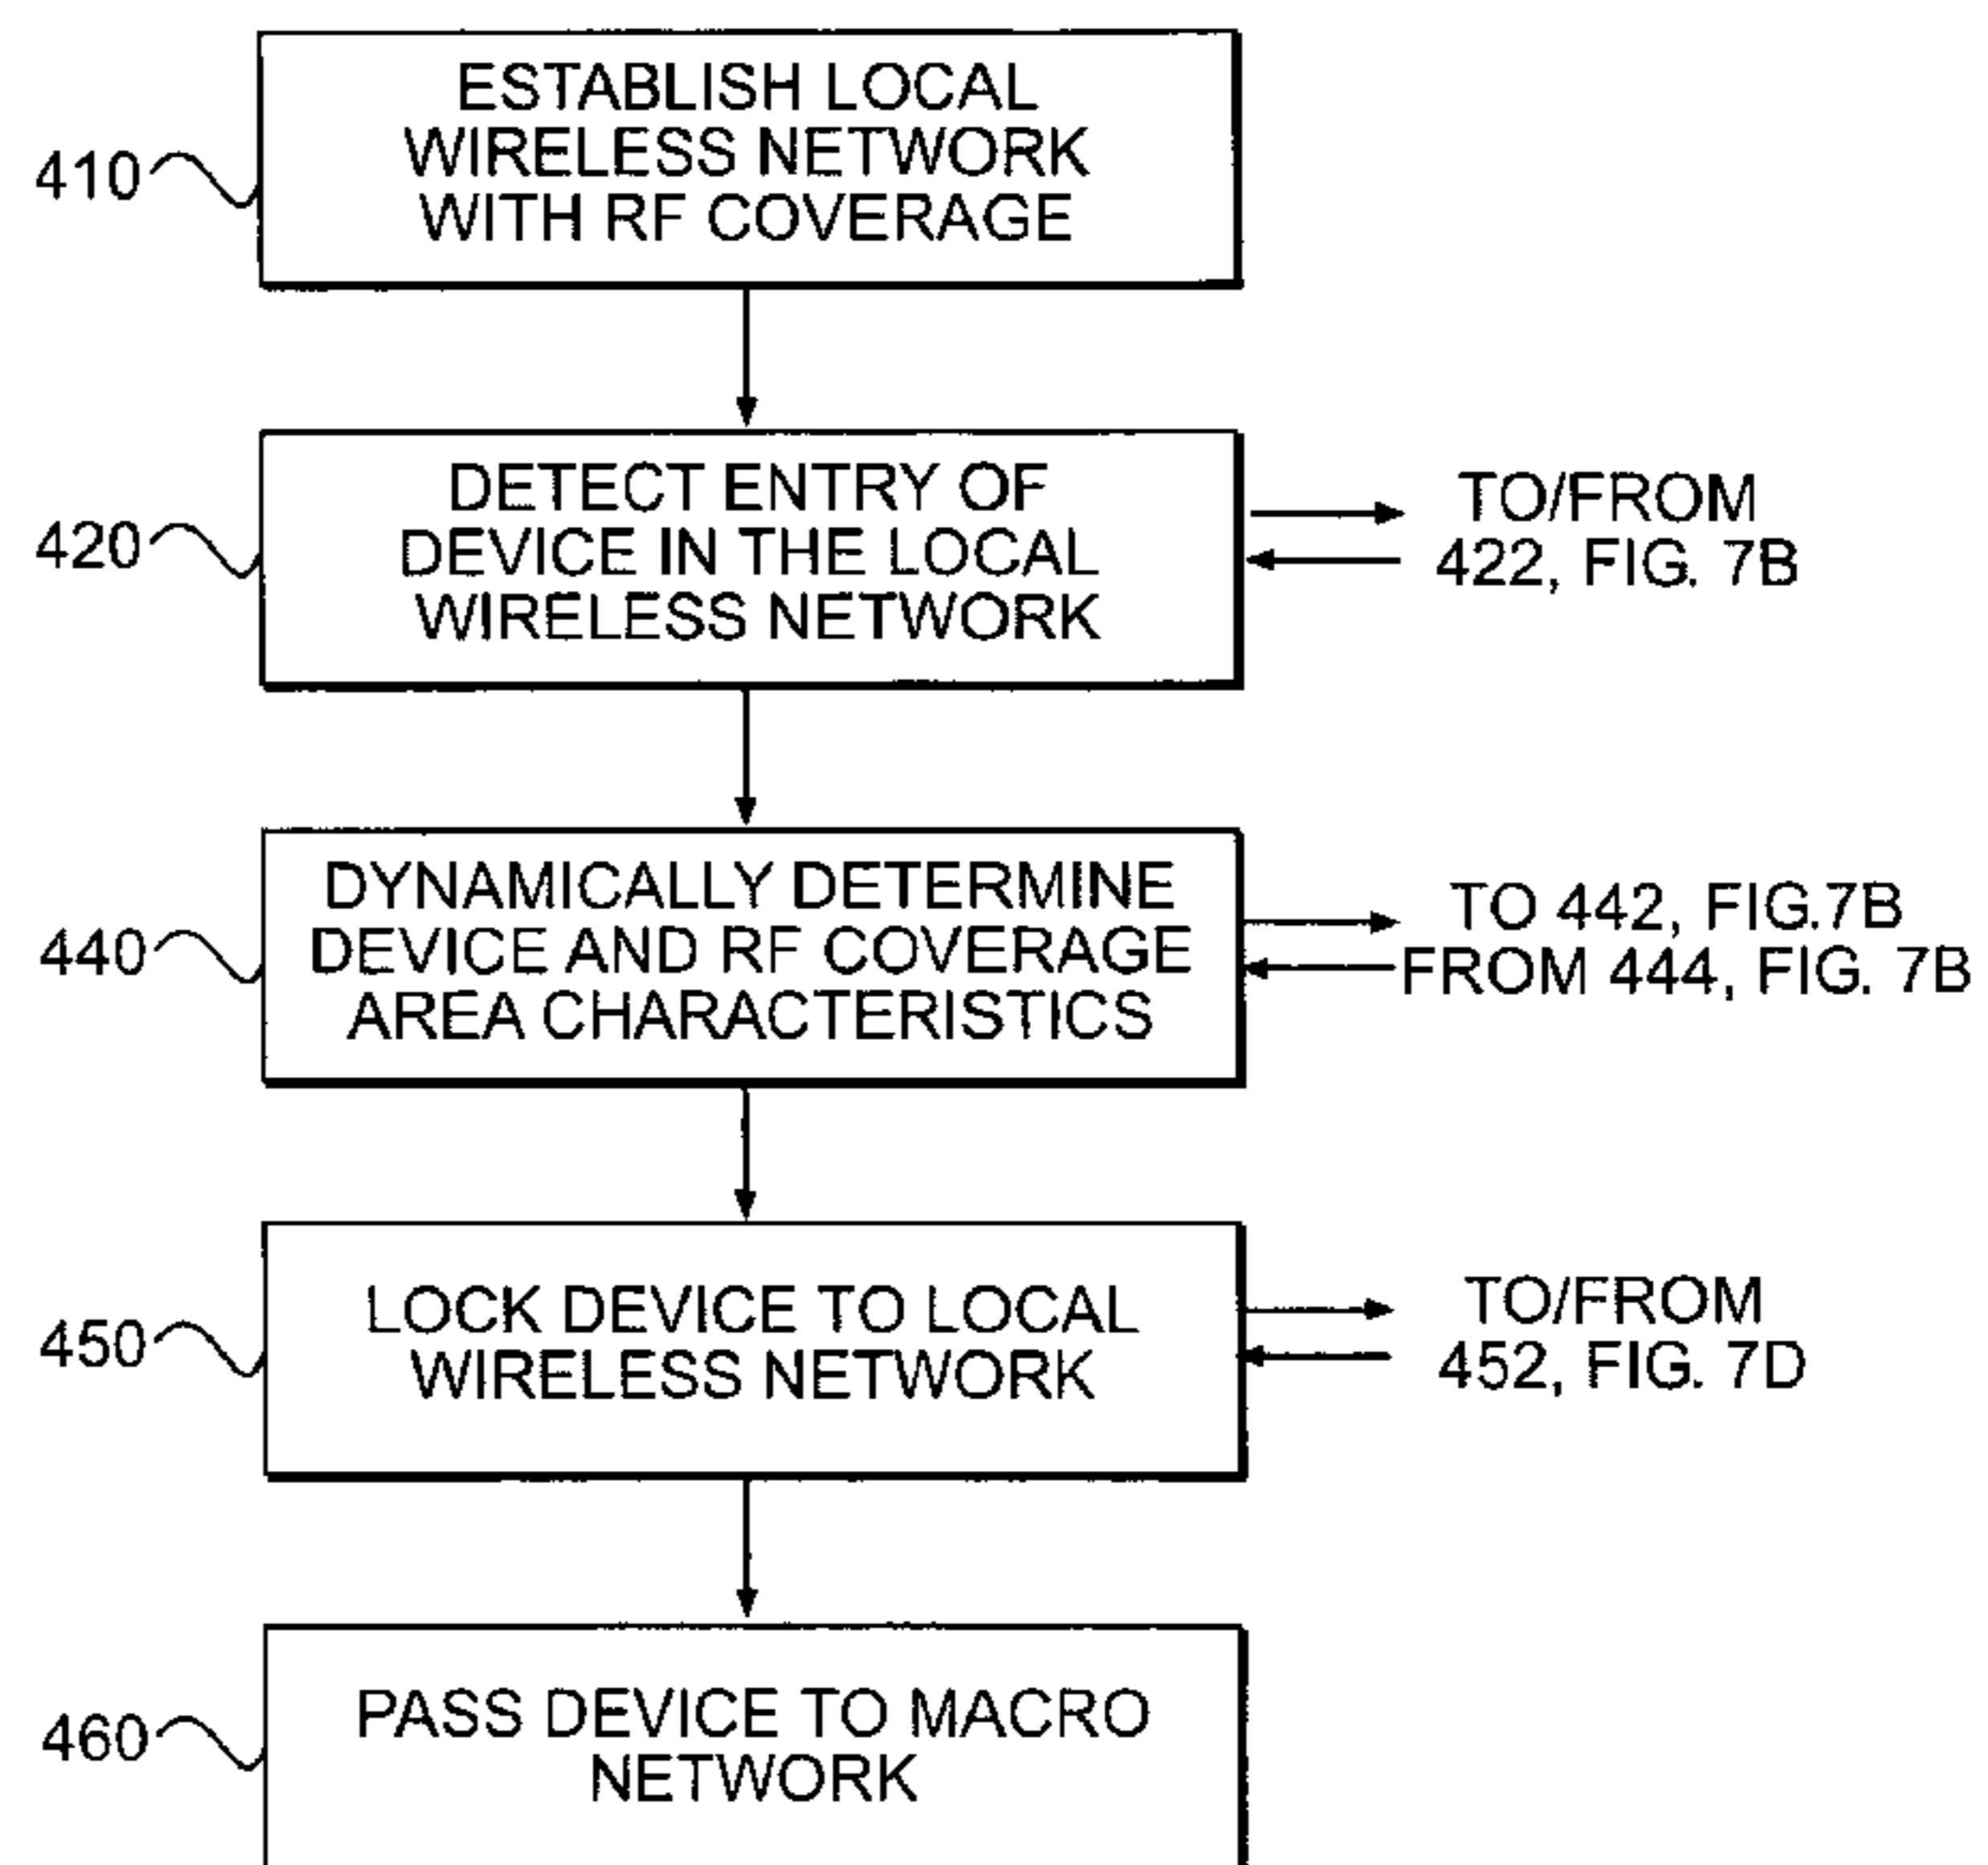 410
ESTABLISH LOCAL
WIRELESS NETWORK
WITH RF COVERAGE
420
DETECT ENTRY OF
DEVICE IN THE LOCAL
WIRELESS NETWORK
TO/FROM
422, FIG. 7B
440
DYNAMICALLY DETERMINE
DEVICE AND RF COVERAGE
AREA CHARACTERISTICS
TO 442, FIG.7B
FROM 444, FIG. 7B
450
LOCK DEVICE TO LOCAL
WIRELESS NETWORK
TO/FROM
452, FIG. 7D
460
PASS DEVICE TO MACRO
NETWORK